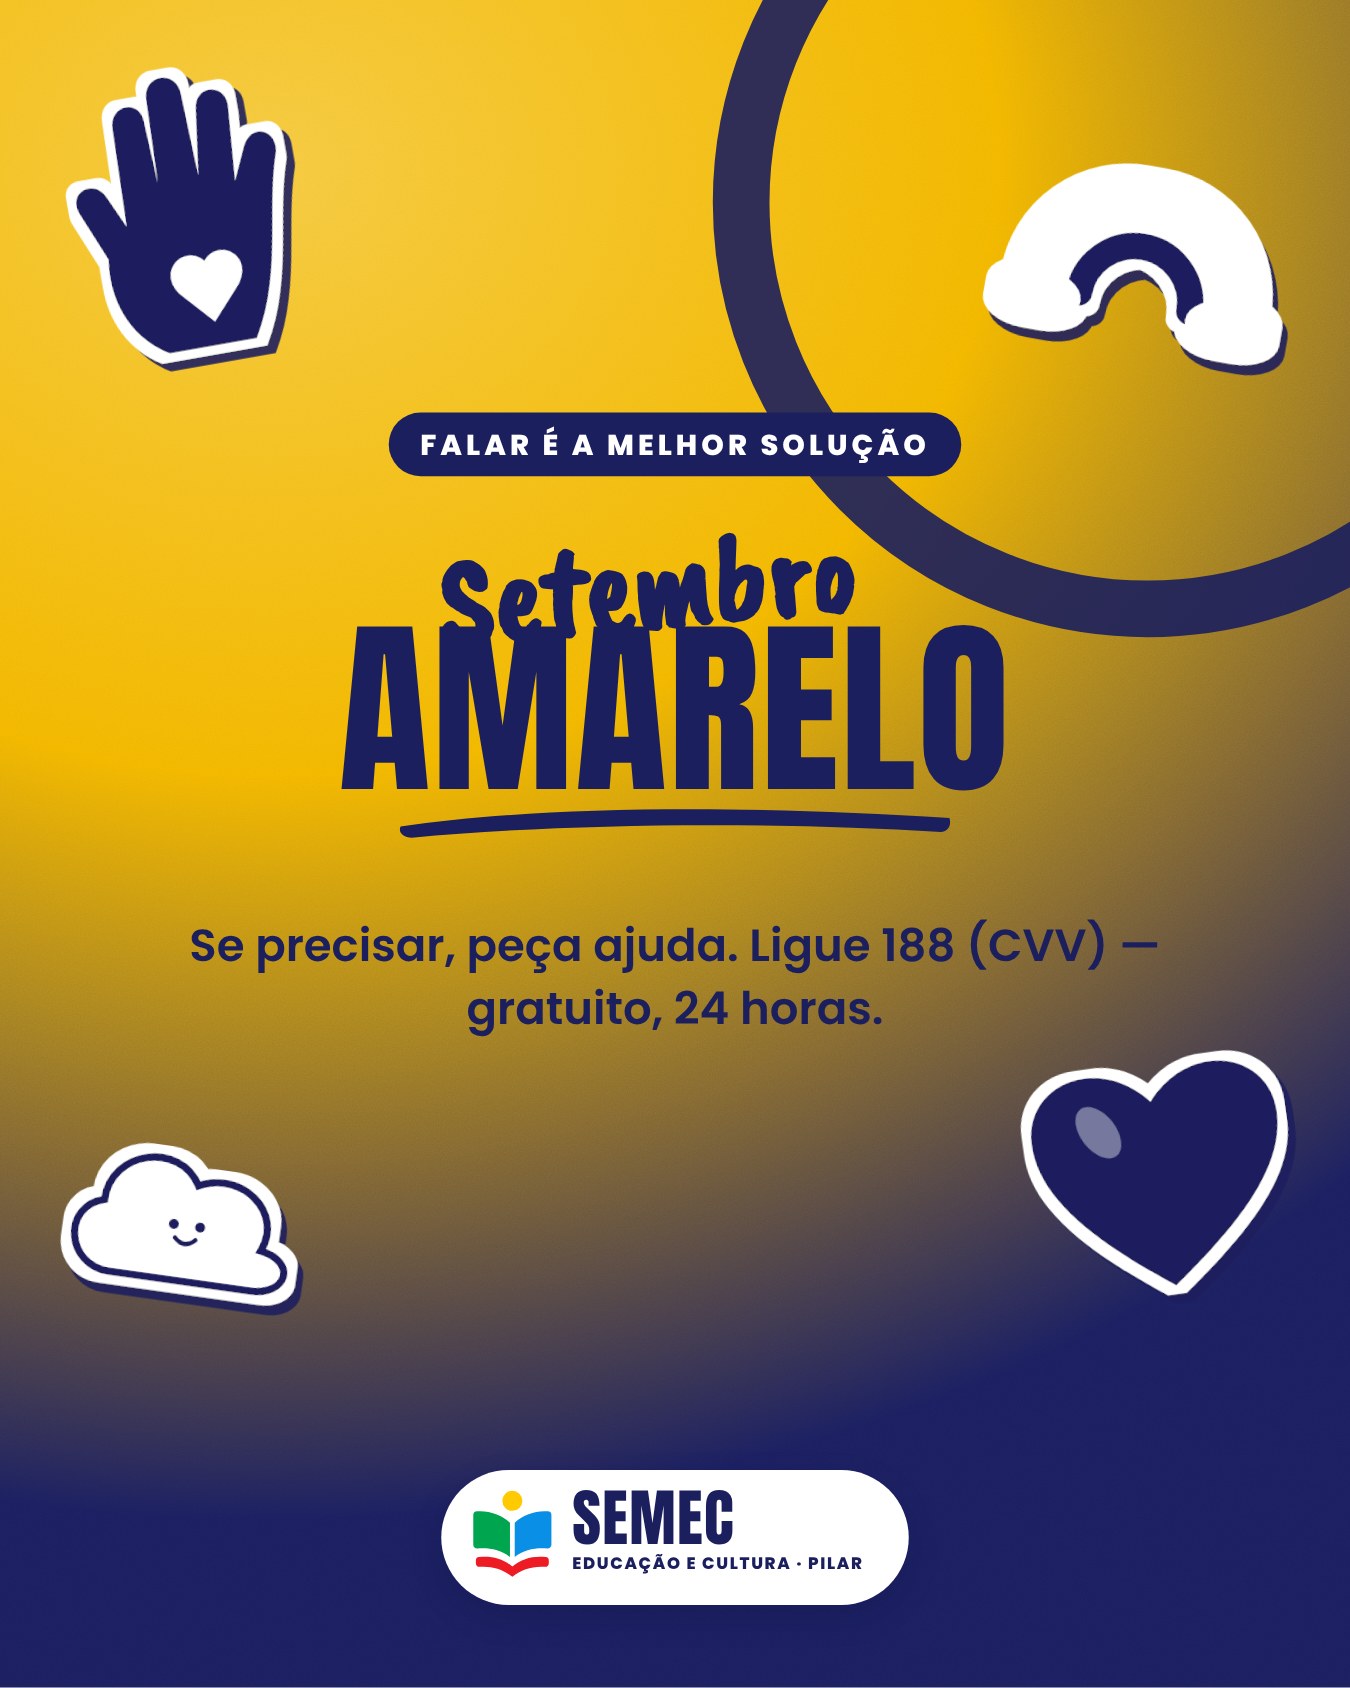 FALAR É A MELHOR SOLUÇÃO
Setembro
AMARELO
Se precisar, peça ajuda. Ligue 188 (CVV) —
gratuito, 24 horas.
SEMEC
EDUCAÇÃO E CULTURA · PILAR